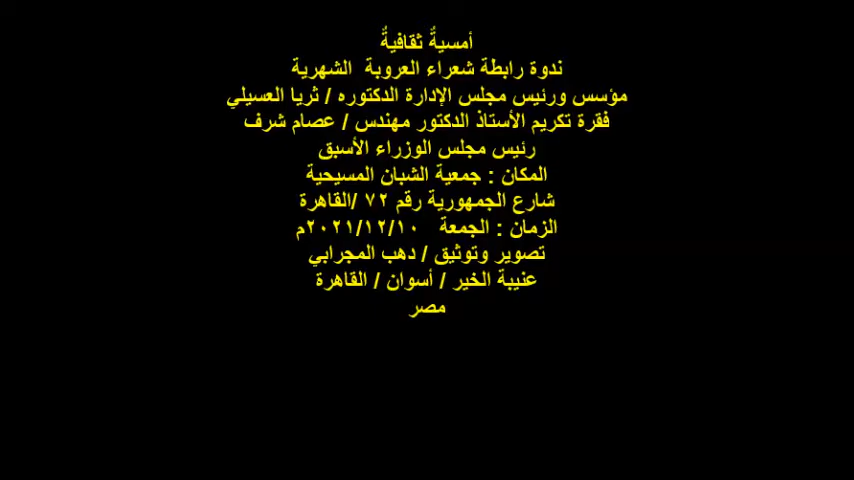 أمسيةٌ ثقافيةٌ
ندوة رابطة شعراء العروبة الشهرية
مؤسس ورئيس مجلس الإدارة الدكتوره / ثريا العسيلي
فقرة تكريم الأستاذ الدكتور مهندس / عصام شرف
رئيس مجلس الوزراء الأسبق
المكان : جمعية الشبان المسيحية
شارع الجمهورية رقم ٧٢ /القاهرة
الزمان : الجمعة ٢٠٢١/١٢/١٠م
تصوير وتوثيق / دهب المجرابي
عنيبة الخير / أسوان / القاهرة
مصر